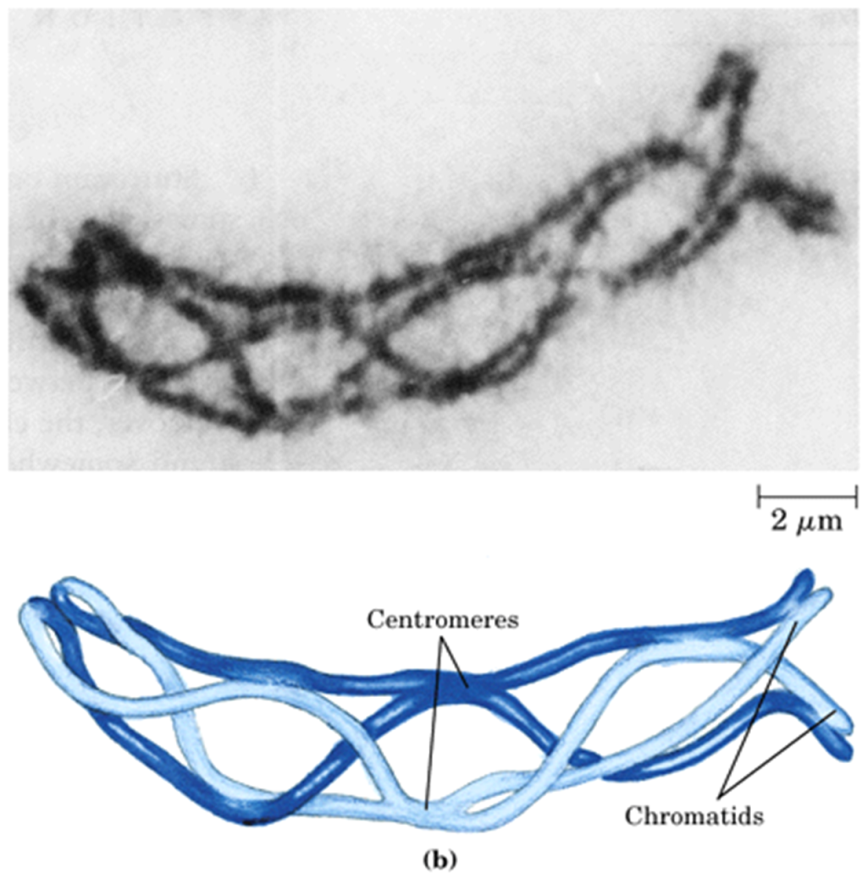 2 μm
Centromeres
Chromatids
(b)